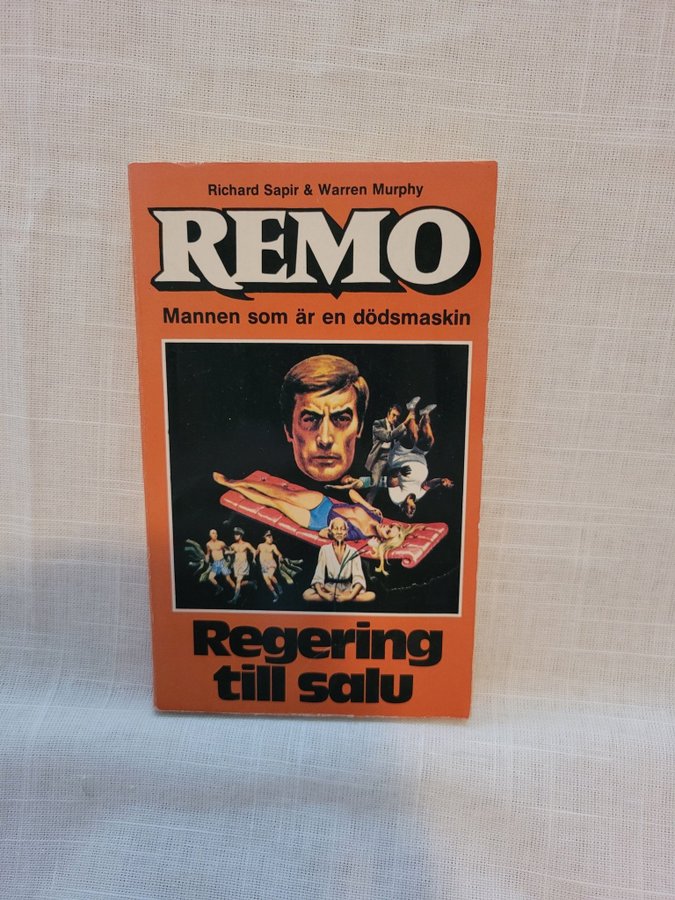 Richard Sapir & Warren Murphy
REMO
Mannen som är en dödsmaskin
Regering
till salu